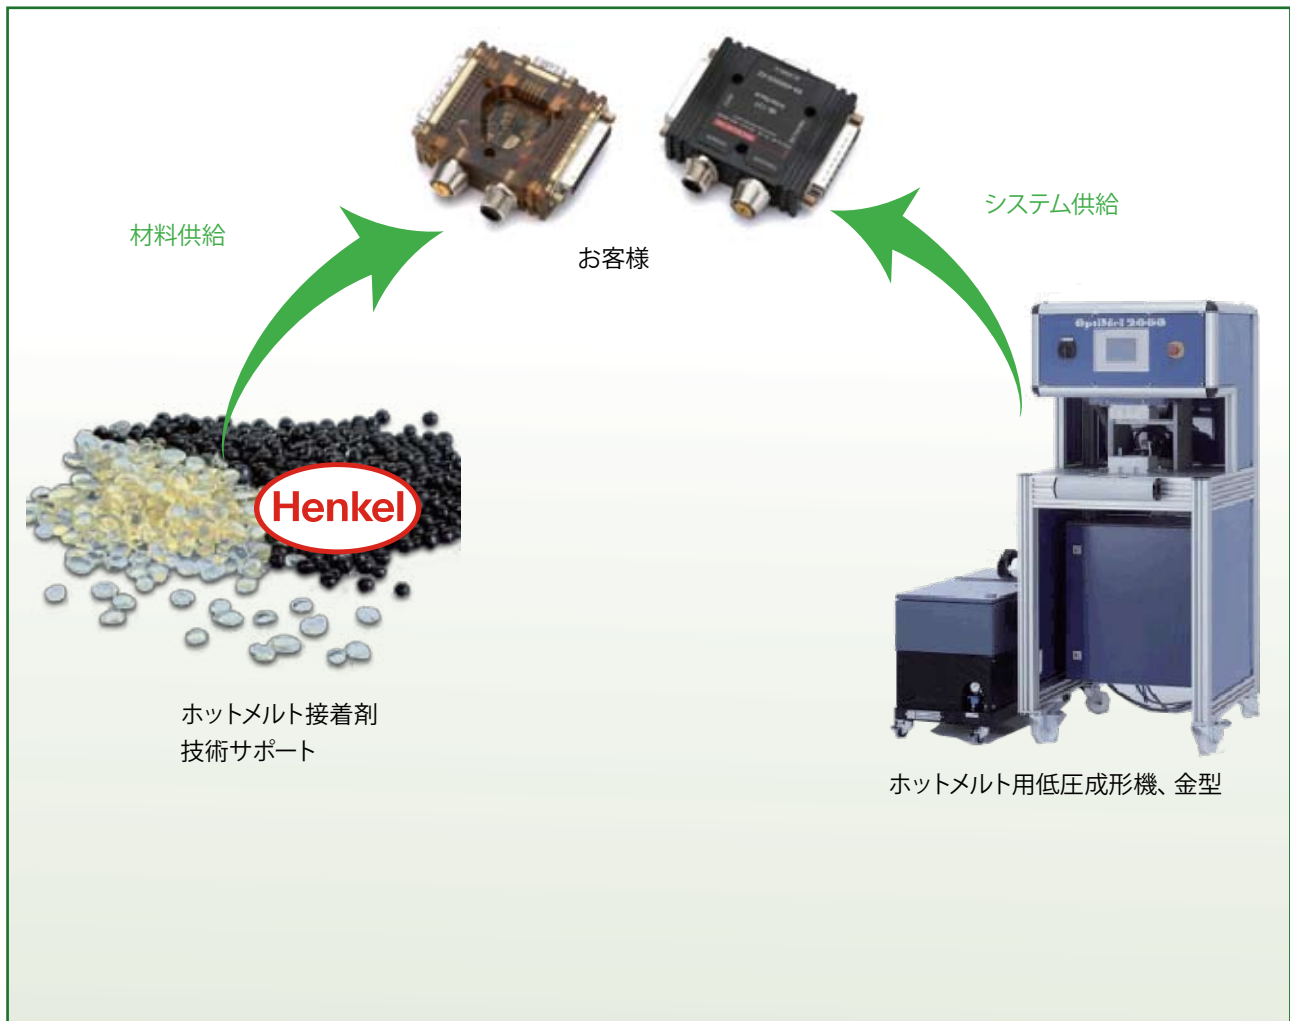 材料供給
システム供給
お客様
Henkel
ホットメルト接着剤
技術サポート
ホットメルト用低圧成形機、金型